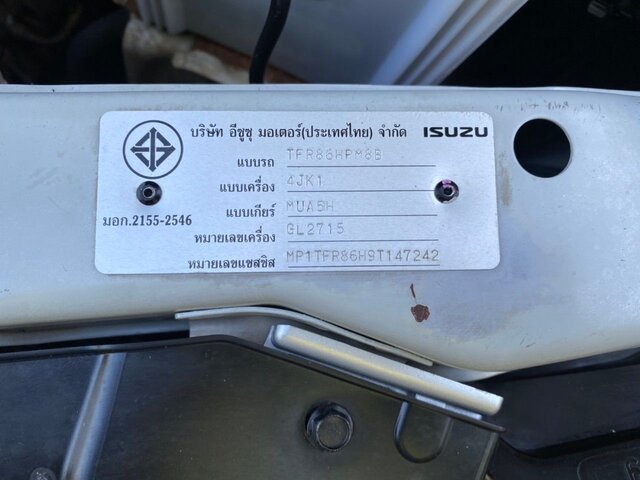 บริษัท อีซูซุ มอเตอร์(ประเทศไทย) จำกัด ISUZU
แบบรถ TFR86HPM8B
แบบเครื่อง 4JK1
แบบเกียร์ MUA5H
มอก.2155-2546
หมายเลขเครื่อง GL2715
หมายเลขแชสซิส MP1TFR86H9T147242